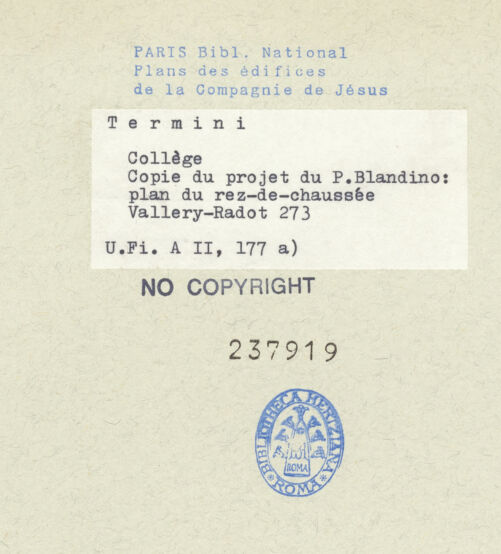 PARIS Bibl. National
Plans des édifices
de la Compagnie de Jésus
Termini
Collège
Copie du projet du P.Blandino:
plan du rez-de-chaussée
Vallery-Radot 273
U.Fi. A II, 177 a)
NO COPYRIGHT
237919
BIBLIOTHECA HERTZIANA
ROMA
ROMA